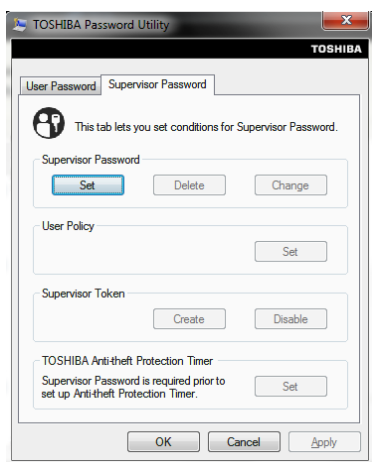 TOSHIBA Password Utility
TOSHIBA
User Password
Supervisor Password
This tab lets you set conditions for Supervisor Password.
Supervisor Password
Set
Delete
Change
User Policy
Set
Supervisor Token
Create
Disable
TOSHIBA Anti-theft Protection Timer
Supervisor Password is required prior to
set up Anti-theft Protection Timer.
Set
OK
Cancel
Apply